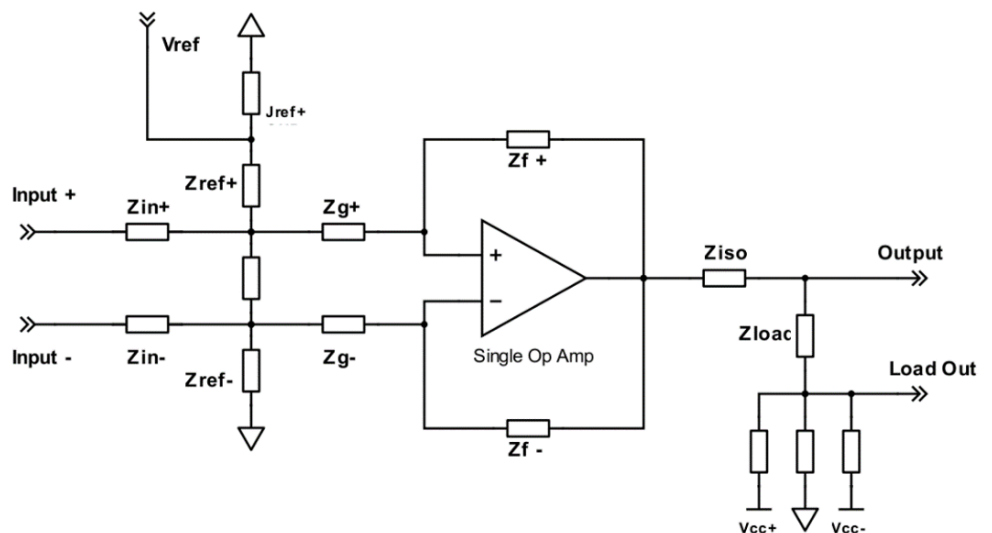 Vref
Jref+
Zref+
Input +
Zin+
Zg+
Zf +
Ziso
Output
Input -
Zin-
Zref-
Zg-
Single Op Amp
Zload
Load Out
Zf -
Vcc+
Vcc-